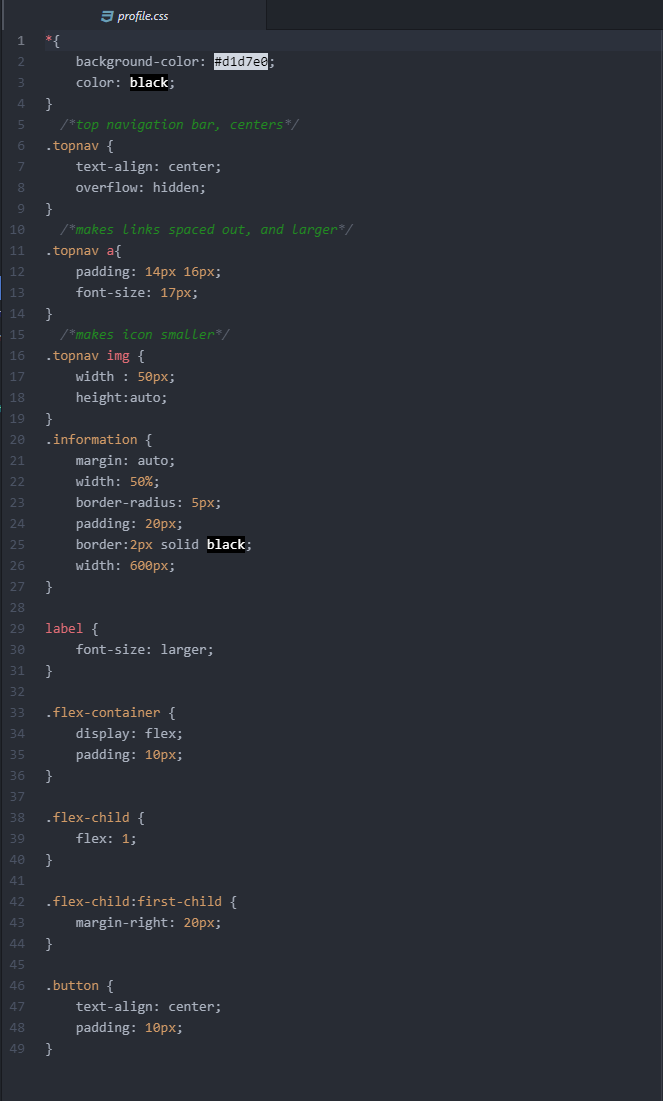 profile.css
1 *{
2     background-color: #d1d7e0;
3     color: black;
4 }
5   /*top navigation bar, centers*/
6 .topnav {
7     text-align: center;
8     overflow: hidden;
9 }
10   /*makes links spaced out, and larger*/
11 .topnav a{
12     padding: 14px 16px;
13     font-size: 17px;
14 }
15   /*makes icon smaller*/
16 .topnav img {
17     width : 50px;
18     height:auto;
19 }
20 .information {
21     margin: auto;
22     width: 50%;
23     border-radius: 5px;
24     padding: 20px;
25     border:2px solid black;
26     width: 600px;
27 }
28
29 label {
30     font-size: larger;
31 }
32
33 .flex-container {
34     display: flex;
35     padding: 10px;
36 }
37
38 .flex-child {
39     flex: 1;
40 }
41
42 .flex-child:first-child {
43     margin-right: 20px;
44 }
45
46 .button {
47     text-align: center;
48     padding: 10px;
49 }